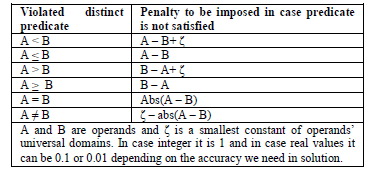 Violated distinct Penalty to be imposed in case predicate
predicate is not satisfied
A < B A – B+ ζ
A ≤ B A – B
A > B B – A+ ζ
A ≥ B B – A
A = B Abs(A – B)
A ≠ B ζ – abs(A – B)
A and B are operands and ζ is a smallest constant of operands’
universal domains. In case integer it is 1 and in case real values it
can be 0.1 or 0.01 depending on the accuracy we need in solution.